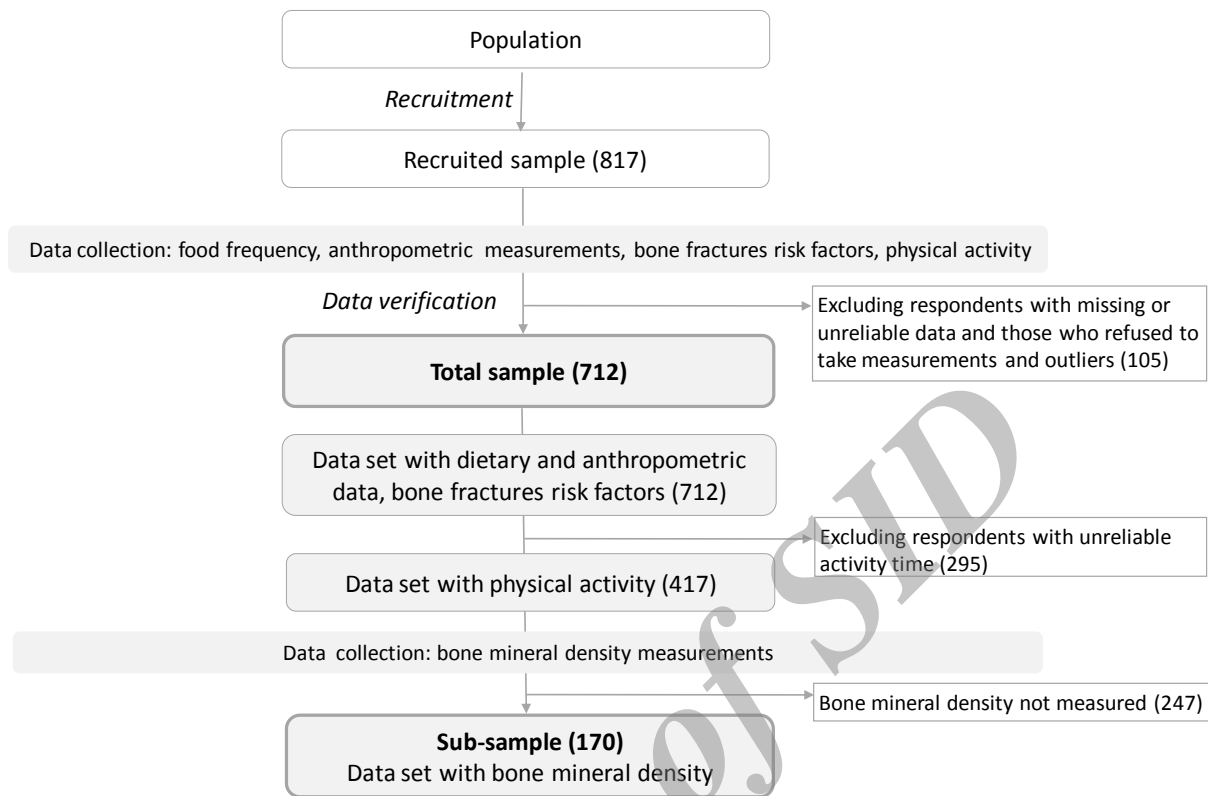 Population
Recruitment
Recruited sample (817)
Data collection: food frequency, anthropometric measurements, bone fractures risk factors, physical activity
Data verification
Excluding respondents with missing or
unreliable data and those who refused to
take measurements and outliers (105)
Total sample (712)
Data set with dietary and anthropometric
data, bone fractures risk factors (712)
Excluding respondents with unreliable
activity time (295)
Data set with physical activity (417)
Data collection: bone mineral density measurements
Bone mineral density not measured (247)
Sub-sample (170)
Data set with bone mineral density
of SID